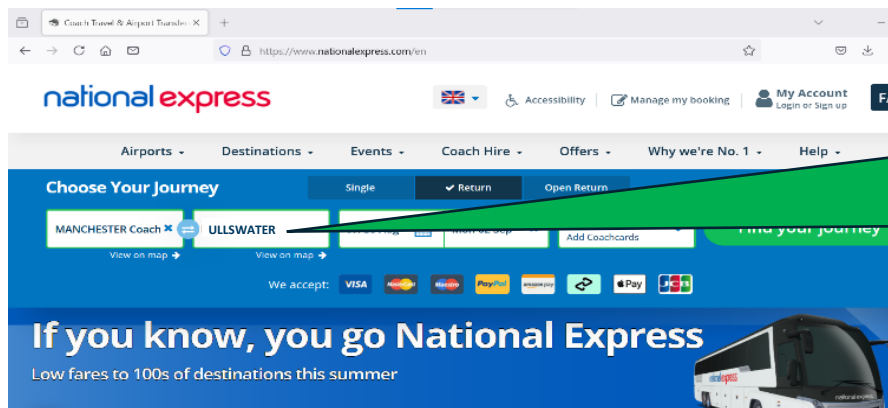 Coach Travel & Airport Transfer
https://www.nationalexpress.com/en
national express
Accessibility
Manage my booking
My Account
Login or Sign up
Airports
Destinations
Events
Coach Hire
Offers
Why we're No. 1
Help
Choose Your Journey
Single
Return
Open Return
MANCHESTER Coach
ULLSWATER
Mon 02 Sep
Add Coachcards
Find your journey
View on map
View on map
We accept:
VISA
Maestro
PayPal
amazon pay
Pay
JCB
If you know, you go National Express
Low fares to 100s of destinations this summer
national express